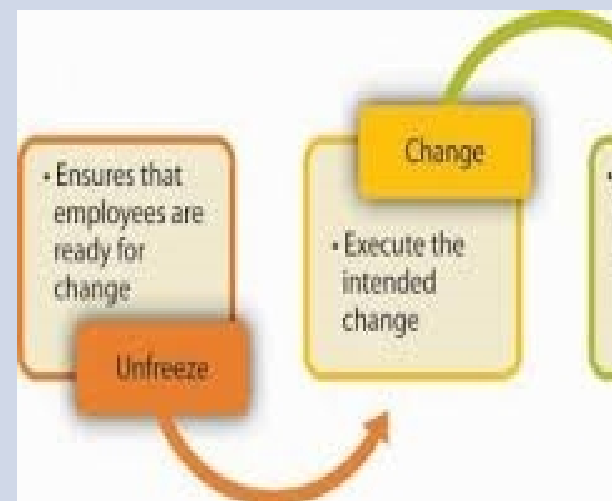 • Ensures that
employees are
ready for
change
Unfreeze
Change
• Execute the
intended
change
•